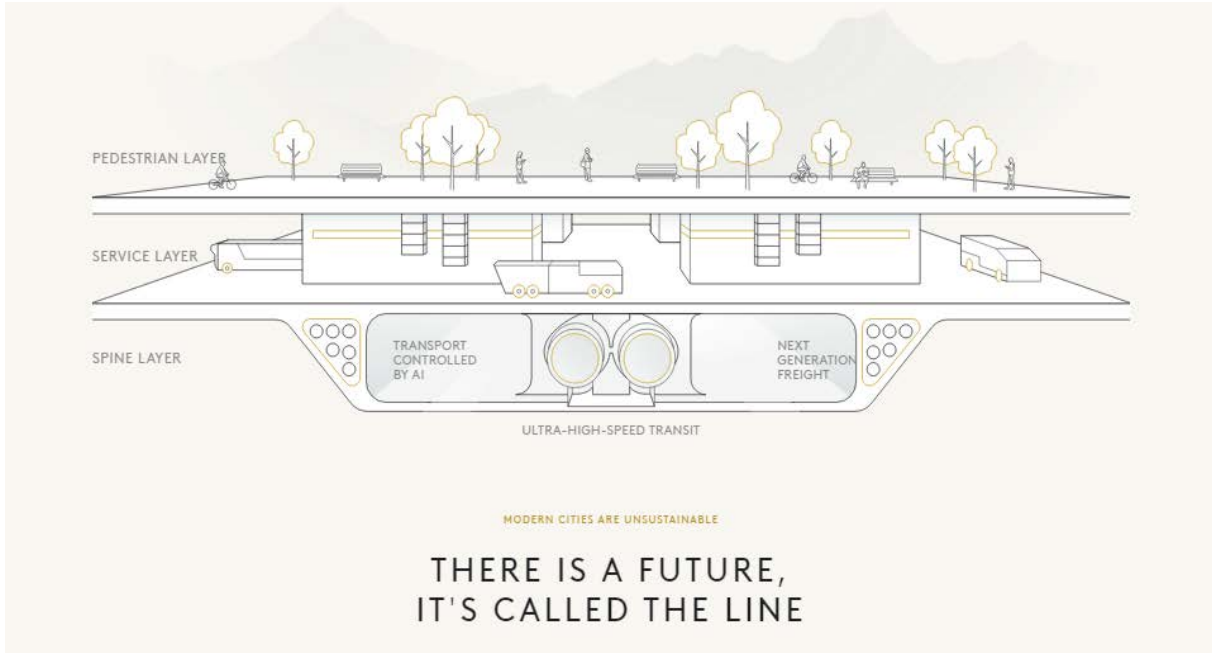 PEDESTRIAN LAYER
SERVICE LAYER
SPINE LAYER
TRANSPORT
CONTROLLED
BY AI
NEXT
GENERATION
FREIGHT
ULTRA-HIGH-SPEED TRANSIT
MODERN CITIES ARE UNSUSTAINABLE
THERE IS A FUTURE,
IT'S CALLED THE LINE